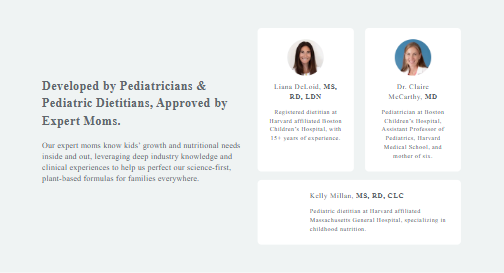 Developed by Pediatricians &
Pediatric Dietitians, Approved by
Expert Moms.
Our expert moms know kids' growth and nutritional needs
inside and out, leveraging deep industry knowledge and
clinical experiences to help us perfect our science-first,
plant-based formulas for families everywhere.
Liana DeLoid, MS,
RD, LDN
Registered dietitian at
Harvard affiliated Boston
Children's Hospital, with
15+ years of experience.
Dr. Claire
McCarthy, MD
Pediatrician at Boston
Children's Hospital,
Assistant Professor of
Pediatrics, Harvard
Medical School, and
mother of six.
Kelly Millan, MS, RD, CLC
Pediatric dietitian at Harvard affiliated
Massachusetts General Hospital, specializing in
childhood nutrition.